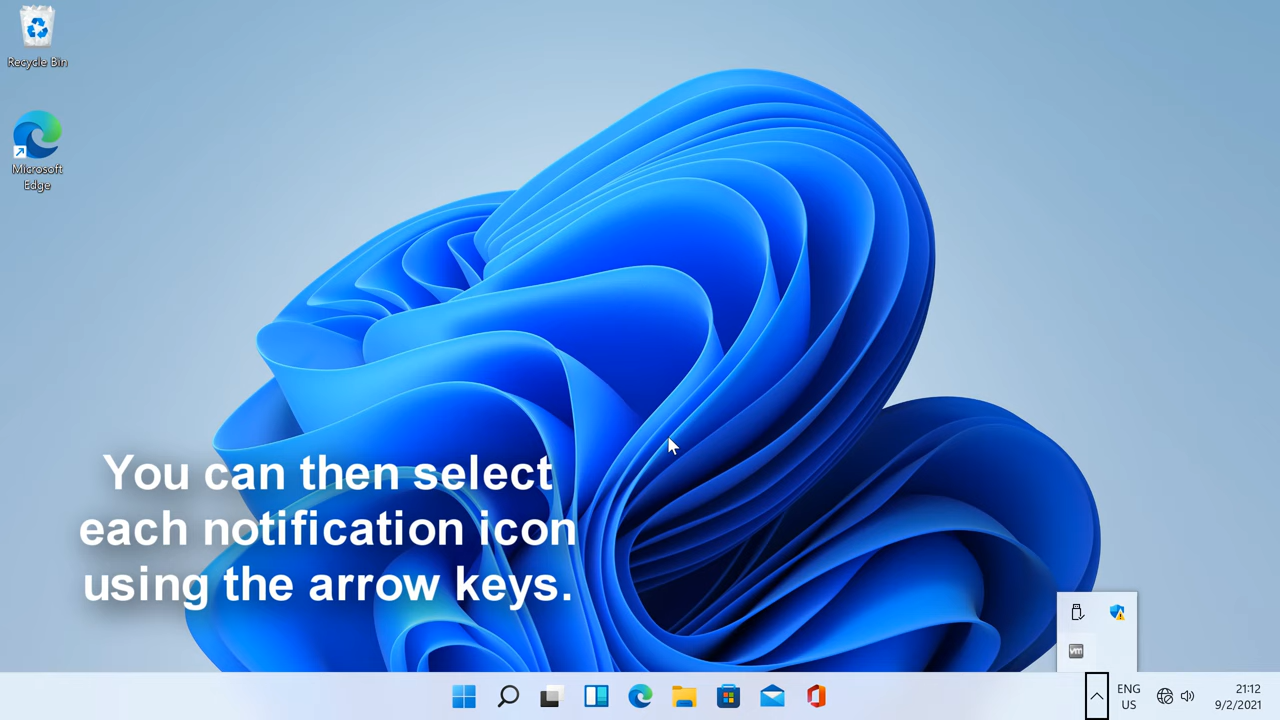 Recycle Bin
Microsoft
Edge
You can then select
each notification icon
using the arrow keys.
vm
ENG
US
21:12
9/2/2021